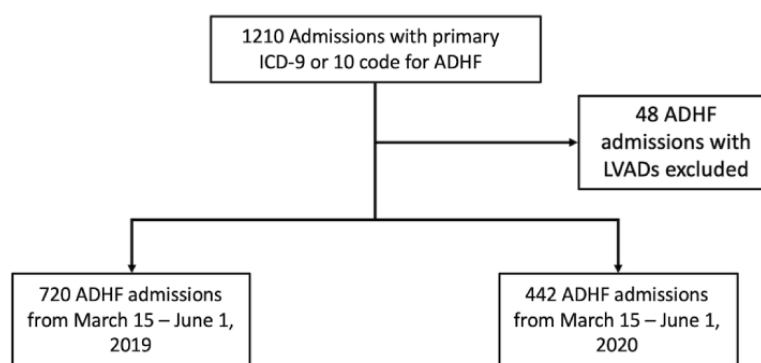 1210 Admissions with primary
ICD-9 or 10 code for ADHF
48 ADHF
admissions with
LVADs excluded
720 ADHF admissions
from March 15 – June 1,
2019
442 ADHF admissions
from March 15 – June 1,
2020